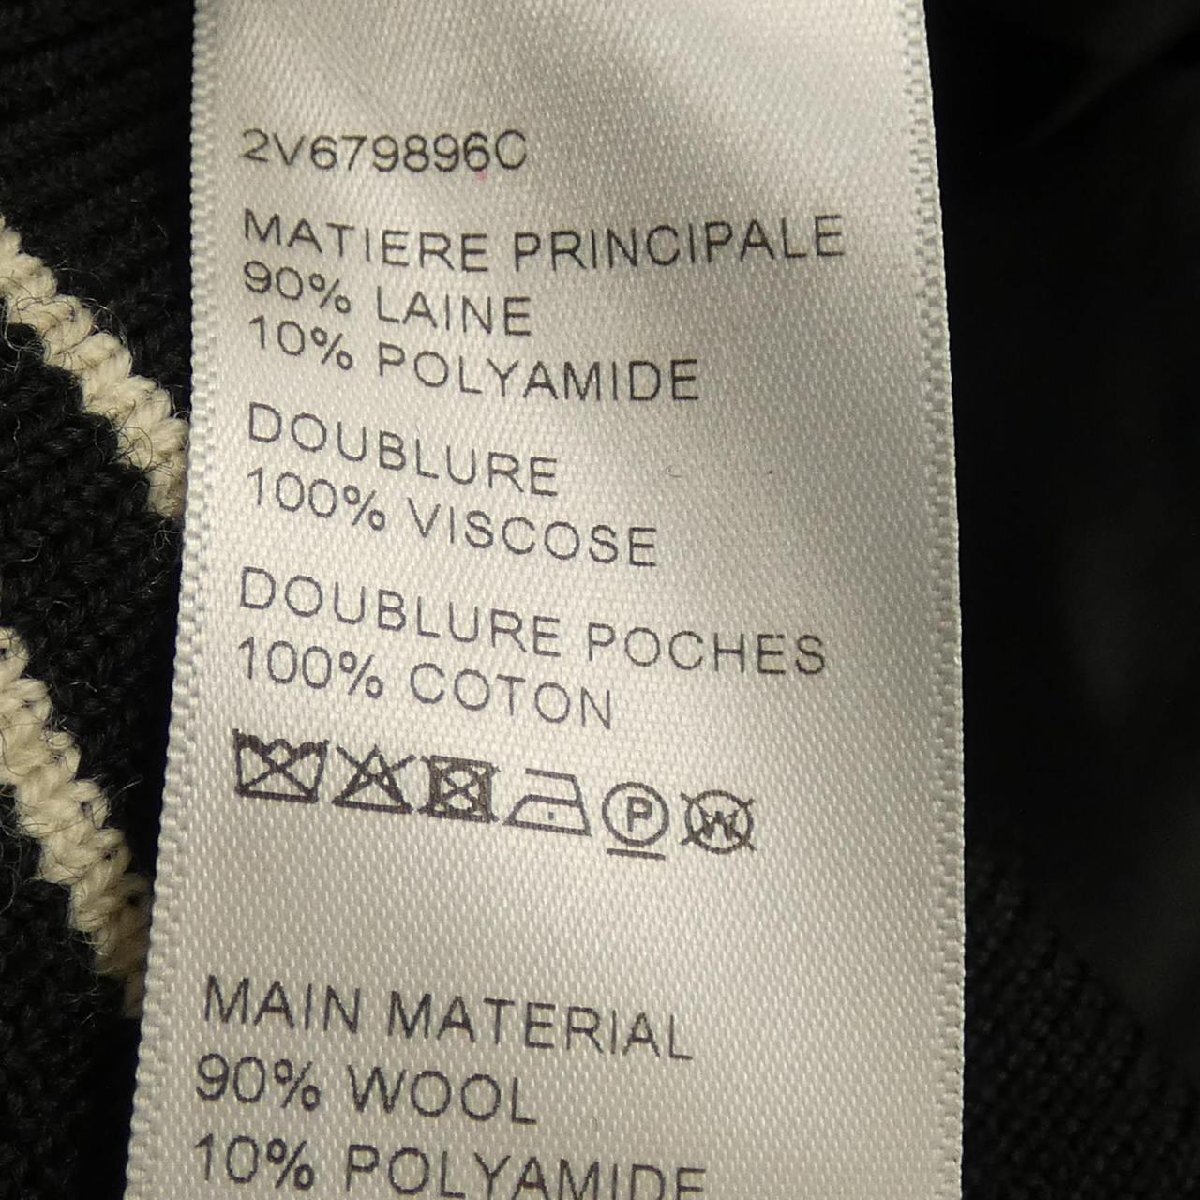 2V679896C
MATIERE PRINCIPALE
90% LAINE
10% POLYAMIDE
DOUBLURE
100% VISCOSE
DOUBLURE POCHES
100% COTON
P W
MAIN MATERIAL
90% WOOL
10% POLYAMIDE